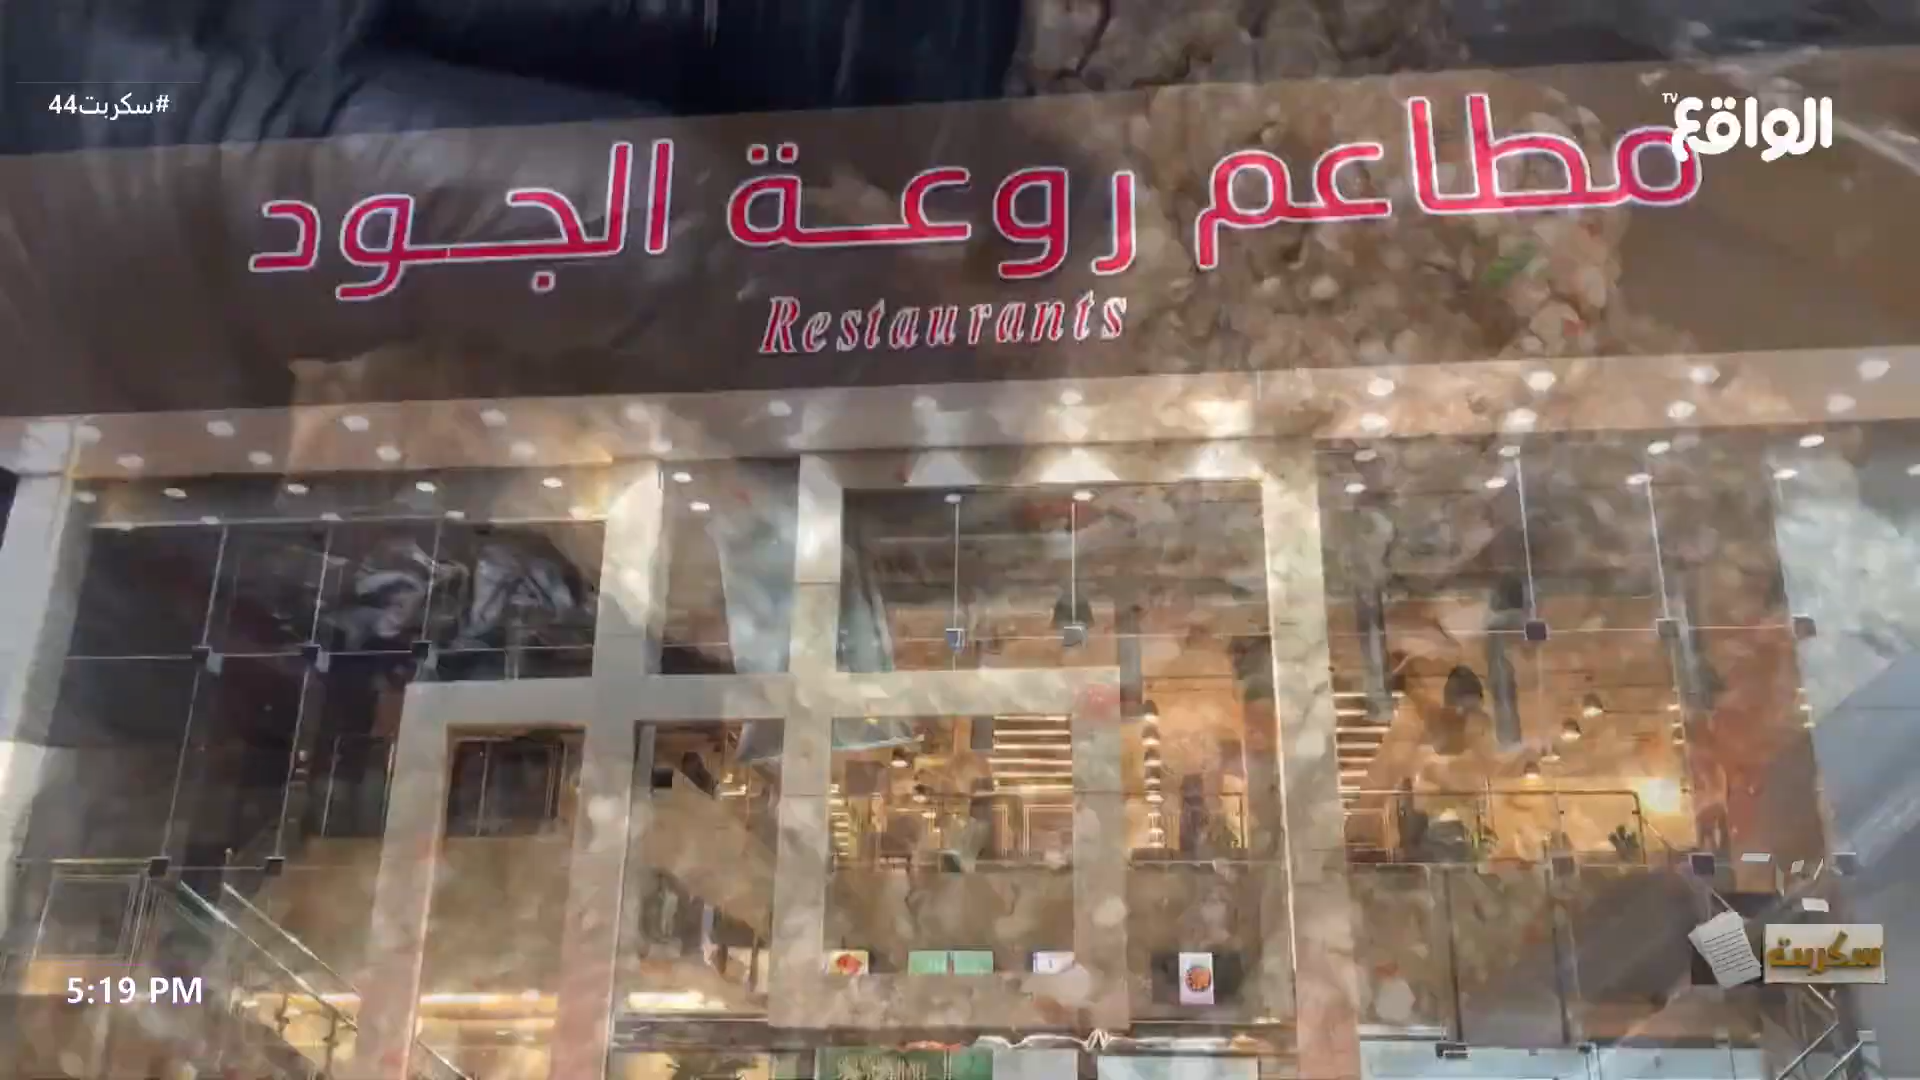 #سكربت44
الواقع TV
مطاعم روعة الجود
Restaurants
سكربت
5:19 PM